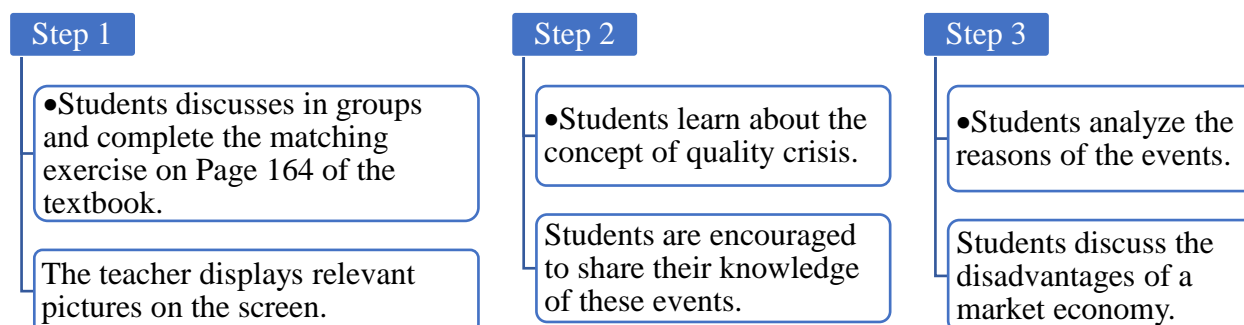 Step 1
•Students discusses in groups
and complete the matching
exercise on Page 164 of the
textbook.
The teacher displays relevant
pictures on the screen.
Step 2
•Students learn about the
concept of quality crisis.
Students are encouraged
to share their knowledge
of these events.
Step 3
•Students analyze the
reasons of the events.
Students discuss the
disadvantages of a
market economy.